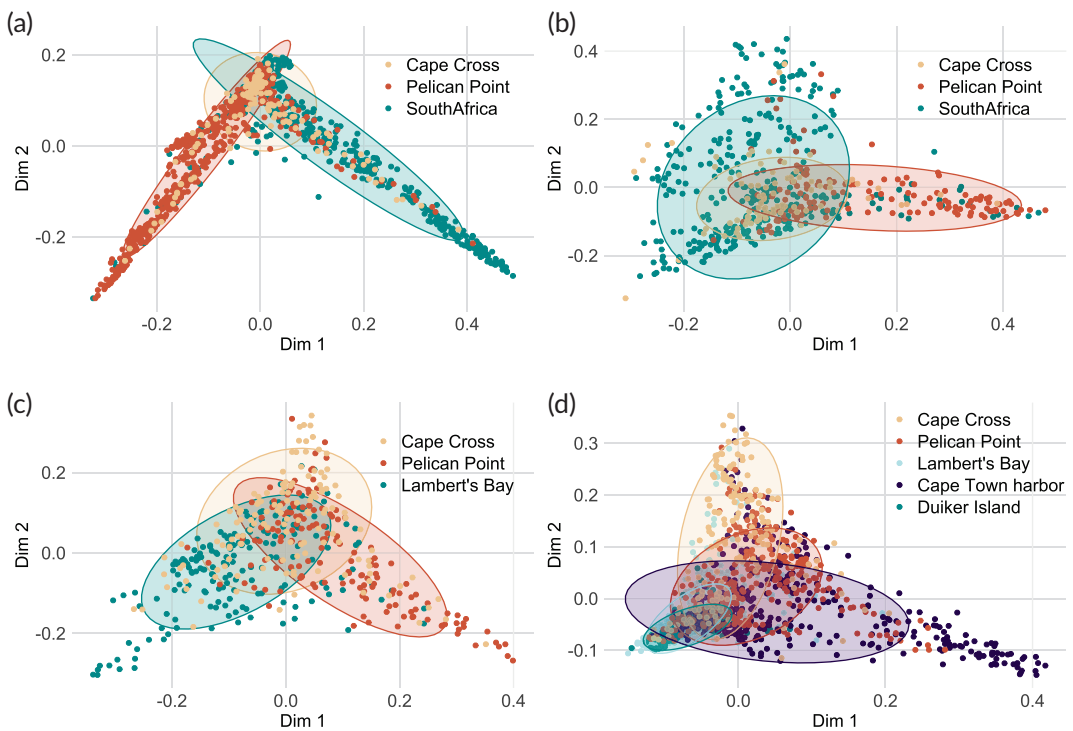 (a)
0.2
0.0
-0.2
Dim 2
-0.2
0.0
0.2
0.4
Dim 1
Cape Cross
Pelican Point
SouthAfrica
(b)
0.4
0.2
0.0
-0.2
Dim 2
-0.2
0.0
0.2
0.4
Dim 1
Cape Cross
Pelican Point
SouthAfrica
(c)
0.2
0.0
-0.2
Dim 2
-0.2
0.0
0.2
0.4
Dim 1
Cape Cross
Pelican Point
Lambert's Bay
(d)
0.3
0.2
0.1
0.0
-0.1
Dim 2
0.0
0.2
0.4
Dim 1
Cape Cross
Pelican Point
Lambert's Bay
Cape Town harbor
Duiker Island